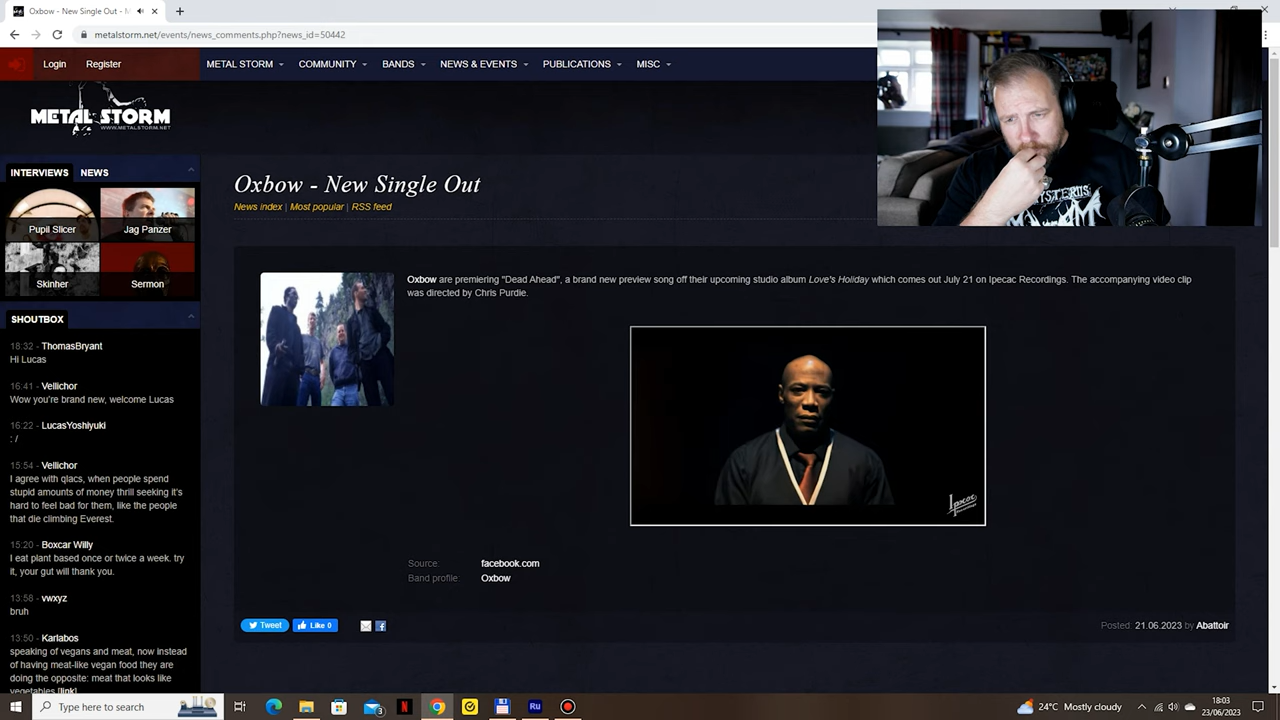 Oxbow - New Single Out - M
metalstorm.net/events/news_comments.php?news_id=50442
Login
Register
METAL STORM
COMMUNITY
BANDS
NEWS & EVENTS
PUBLICATIONS
MISC
METAL STORM
WWW.METALSTORM.NET
INTERVIEWS
NEWS
Pupil Slicer
Jag Panzer
Skinher
Sermon
SHOUTBOX
18:32 - ThomasBryant
Hi Lucas
16:41 - Vellichor
Wow you're brand new, welcome Lucas
16:22 - LucasYoshiyuki
: /
15:54 - Vellichor
I agree with qlacs, when people spend
stupid amounts of money thrill seeking it's
hard to feel bad for them, like the people
that die climbing Everest.
15:20 - Boxcar Willy
I eat plant based once or twice a week. try
it, your gut will thank you.
13:58 - vwxyz
bruh
13:50 - Karlabos
speaking of vegans and meat, now instead
of having meat-like vegan food they are
doing the opposite: meat that looks like
vegetables [link]
Oxbow - New Single Out
News index | Most popular | RSS feed
Oxbow are premiering "Dead Ahead", a brand new preview song off their upcoming studio album Love's Holiday which comes out July 21 on Ipecac Recordings. The accompanying video clip
was directed by Chris Purdie.
Ipecac
Recordings
Source: facebook.com
Band profile: Oxbow
Tweet
Like 0
Posted: 21.06.2023 by Abattoir
MYSTERIIS
Type here to search
3
N
Ru
24°C Mostly cloudy
18:03
23/06/2023